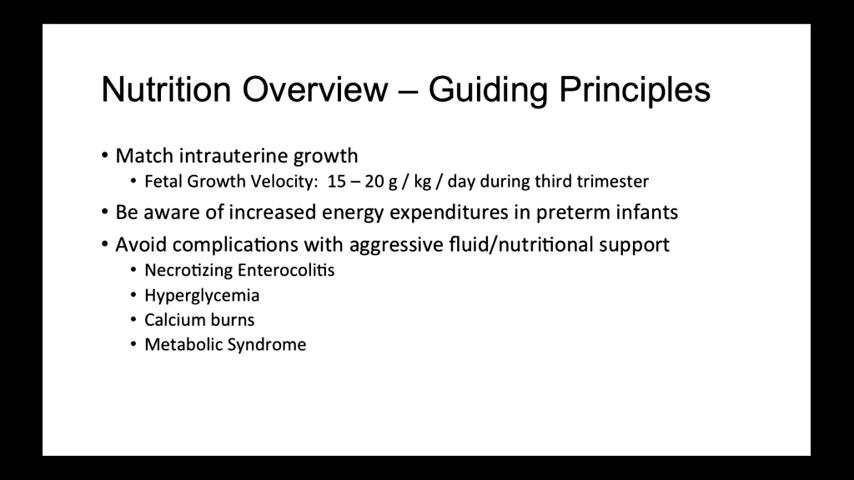 Nutrition Overview – Guiding Principles
• Match intrauterine growth
• Fetal Growth Velocity: 15 – 20 g / kg / day during third trimester
• Be aware of increased energy expenditures in preterm infants
• Avoid complications with aggressive fluid/nutritional support
• Necrotizing Enterocolitis
• Hyperglycemia
• Calcium burns
• Metabolic Syndrome